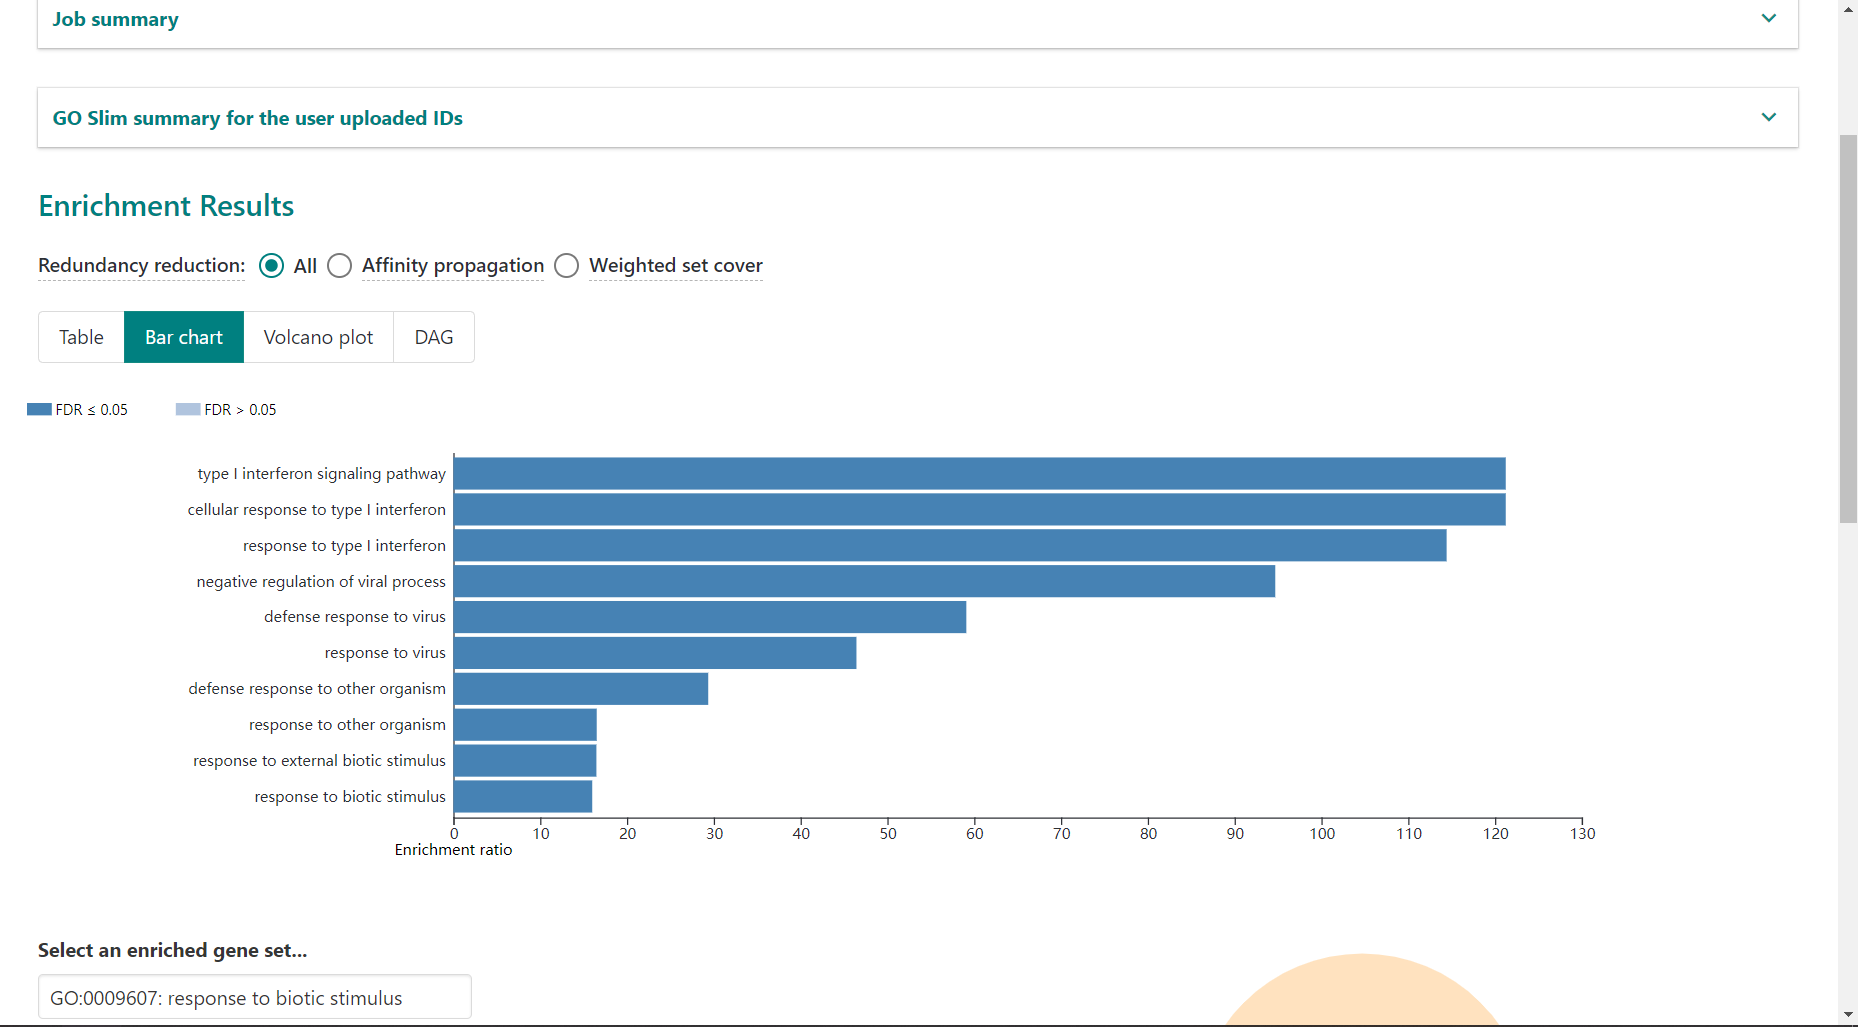 Job summary
GO Slim summary for the user uploaded IDs
Enrichment Results
Redundancy reduction: All Affinity propagation Weighted set cover
Table Bar chart Volcano plot DAG
FDR ≤ 0.05 FDR > 0.05
type I interferon signaling pathway
cellular response to type I interferon
response to type I interferon
negative regulation of viral process
defense response to virus
response to virus
defense response to other organism
response to other organism
response to external biotic stimulus
response to biotic stimulus
0 10 20 30 40 50 60 70 80 90 100 110 120 130
Enrichment ratio
Select an enriched gene set...
GO:0009607: response to biotic stimulus